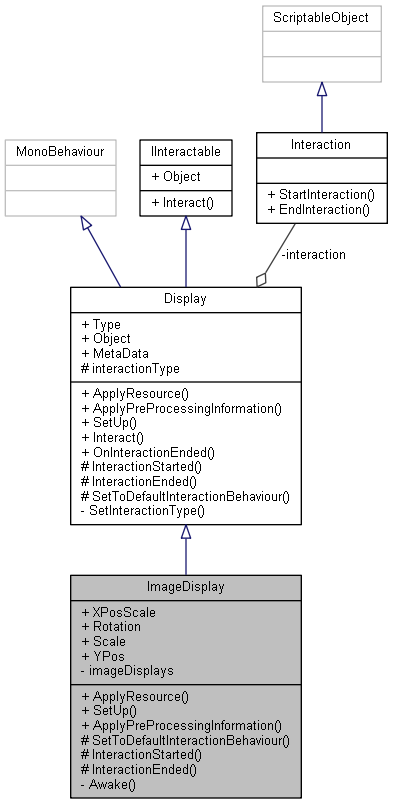 ScriptableObject
MonoBehaviour
IInteractable
+ Object
+ Interact()
Interaction
+ StartInteraction()
+ EndInteraction()
-interaction
Display
+ Type
+ Object
+ MetaData
# interactionType
+ ApplyResource()
+ ApplyPreProcessingInformation()
+ SetUp()
+ Interact()
+ OnInteractionEnded()
# InteractionStarted()
# InteractionEnded()
# SetToDefaultInteractionBehaviour()
- SetInteractionType()
ImageDisplay
+ XPosScale
+ Rotation
+ Scale
+ YPos
- imageDisplays
+ ApplyResource()
+ SetUp()
+ ApplyPreProcessingInformation()
# SetToDefaultInteractionBehaviour()
# InteractionStarted()
# InteractionEnded()
- Awake()